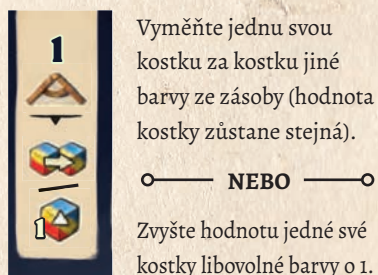 1
1
Vyměňte jednu svou
kostku za kostku jiné
barvy ze zásoby (hodnota
kostky zůstane stejná).
NEBO
Zvyšte hodnotu jedné své
kostky libovolné barvy o 1.